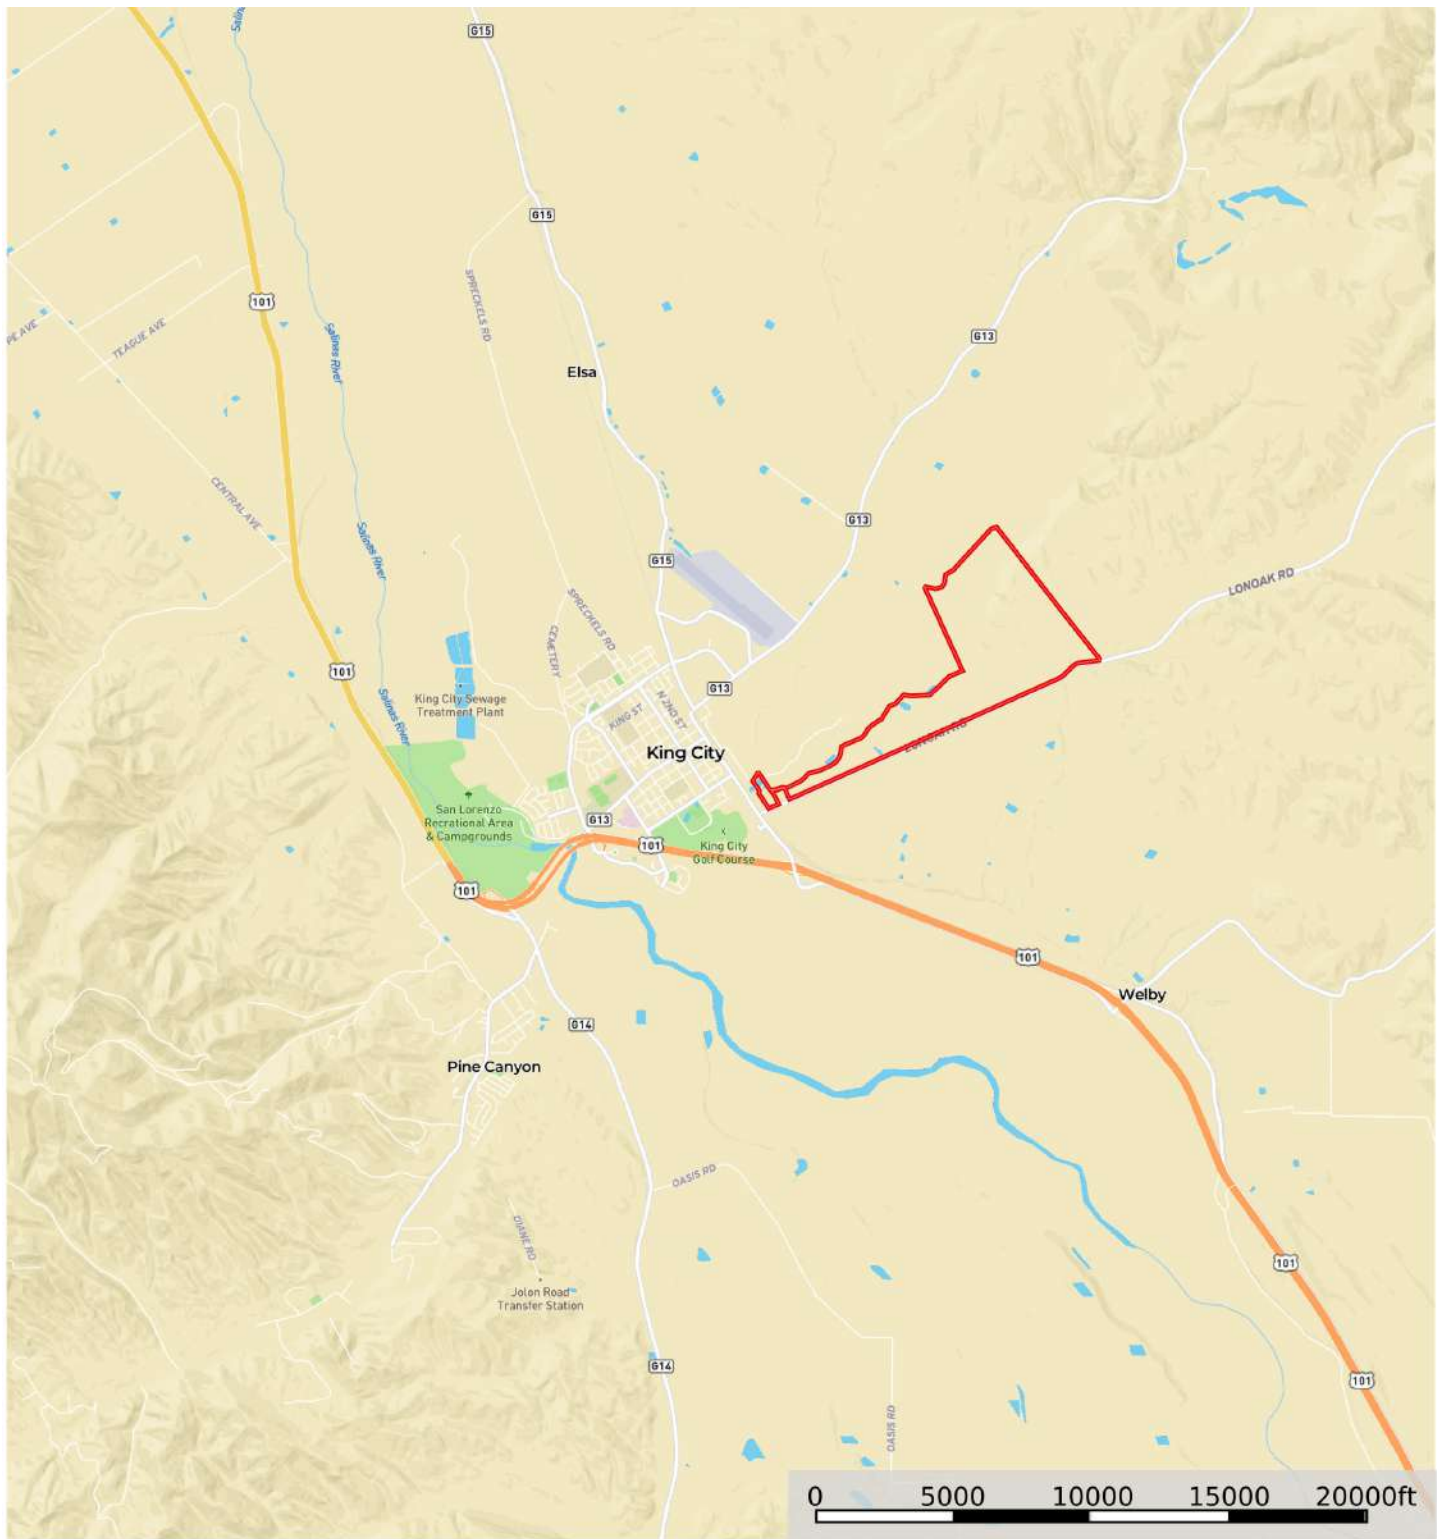 Salin
G15
G15
101
SPRECKELS RD
Salinas River
PE AVE
TEAGUE AVE
G13
Elsa
CENTRAL AVE
Salinas River
G13
G15
LONOAK RD
SPRECKELS RD
CEMETERY
101
King City Sewage
Treatment Plant
Salinas River
G13
N 2ND ST
KING ST
King City
LONOAK RD
San Lorenzo
Recrational Area
& Campgrounds
G13
101
King City
Golf Course
101
101
Welby
G14
Pine Canyon
OASIS RD
DIANE RD
101
Jolon Road
Transfer Station
G14
101
OASIS RD
0 5000 10000 15000 20000ft